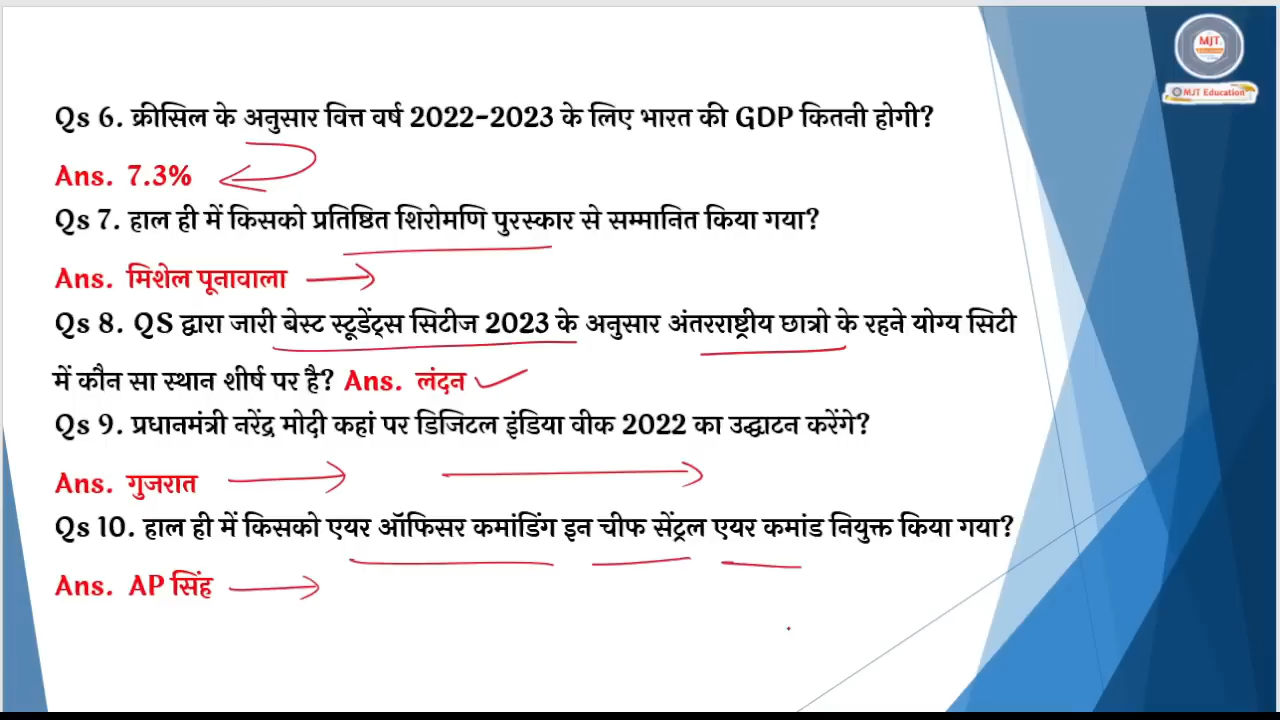 MJT
MJT Education
Qs 6. क्रीसिल के अनुसार वित्त वर्ष 2022-2023 के लिए भारत की GDP कितनी होगी?
Ans. 7.3%
Qs 7. हाल ही में किसको प्रतिष्ठित शिरोमणि पुरस्कार से सम्मानित किया गया?
Ans. मिशेल पूनावाला
Qs 8. QS द्वारा जारी बेस्ट स्टूडेंट्स सिटीज 2023 के अनुसार अंतरराष्ट्रीय छात्रो के रहने योग्य सिटी
में कौन सा स्थान शीर्ष पर है? Ans. लंदन
Qs 9. प्रधानमंत्री नरेंद्र मोदी कहां पर डिजिटल इंडिया वीक 2022 का उद्घाटन करेंगे?
Ans. गुजरात
Qs 10. हाल ही में किसको एयर ऑफिसर कमांडिंग इन चीफ सेंट्रल एयर कमांड नियुक्त किया गया?
Ans. AP सिंह